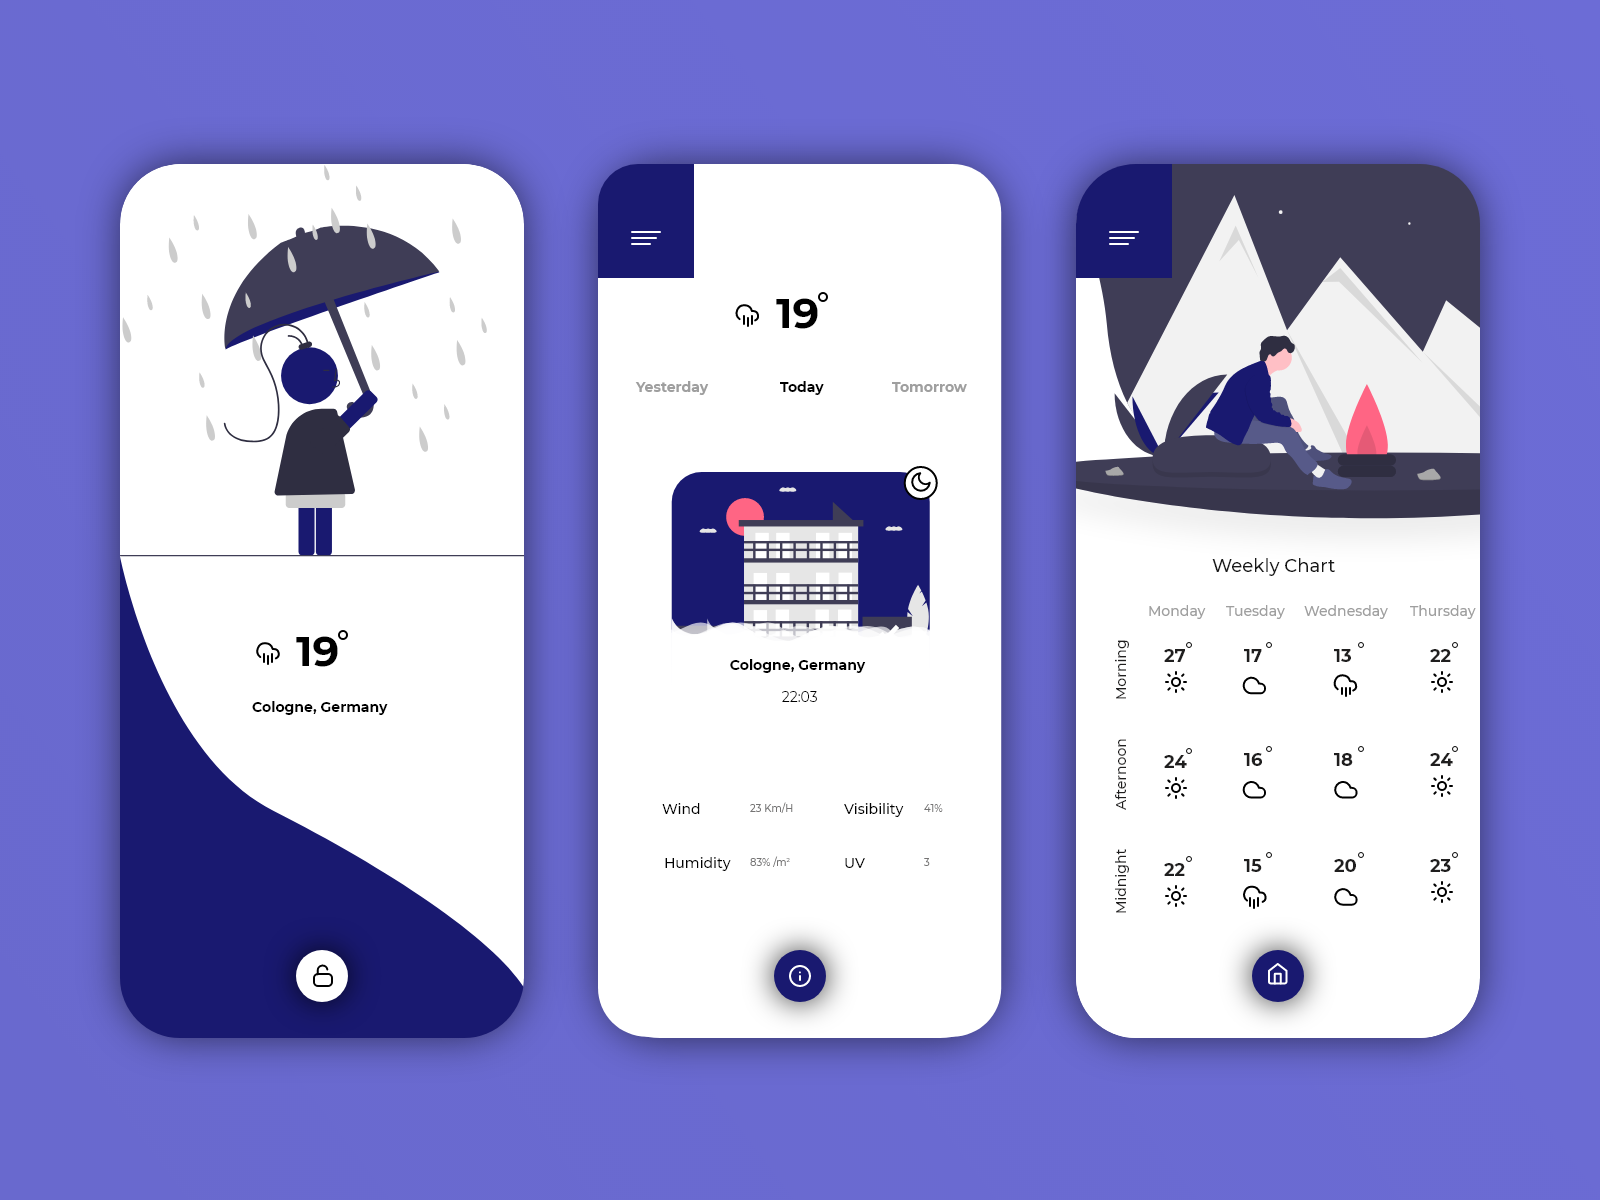 19°
Cologne, Germany
19°
Yesterday Today Tomorrow
Cologne, Germany
22:03
Wind 23 Km/H Visibility 41%
Humidity 83% /m² UV 3
Weekly Chart
Monday Tuesday Wednesday Thursday
Morning 27° 17° 13° 22°
Afternoon 24° 16° 18° 24°
Midnight 22° 15° 20° 23°